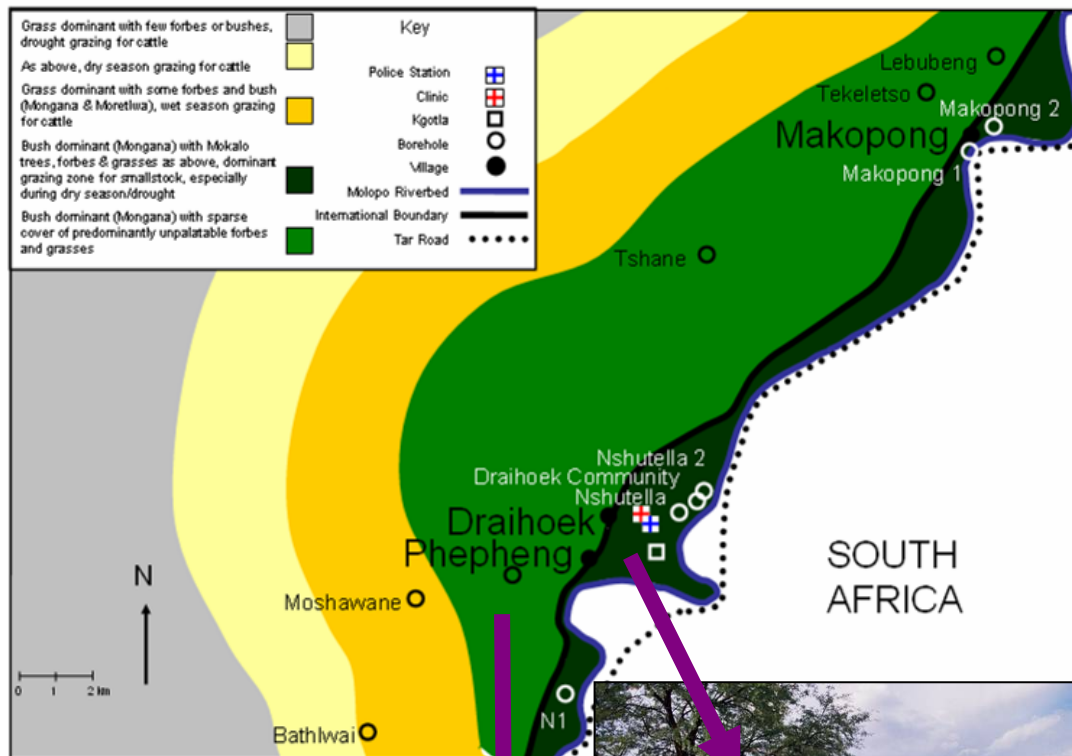 Grass dominant with few forbes or bushes,
drought grazing for cattle
As above, dry season grazing for cattle
Grass dominant with some forbes and bush
(Mongana & Moretlwa), wet season grazing
for cattle
Bush dominant (Mongana) with Mokalo
trees, forbes & grasses as above, dominant
grazing zone for smallstock, especially
during dry season/drought
Bush dominant (Mongana) with sparse
cover of predominantly unpalatable forbes
and grasses
Key
Police Station
Clinic
Kgotla
Borehole
Village
Molopo Riverbed
International Boundary
Tar Road
Lebubeng
Tekeletso
Makopong 2
Makopong
Makopong 1
Tshane
Nshutella 2
Draihoek Community
Nshutella
Draihoek
Phepheng
SOUTH
AFRICA
N
Moshawane
0 1 2 km
N1
Bathlwai